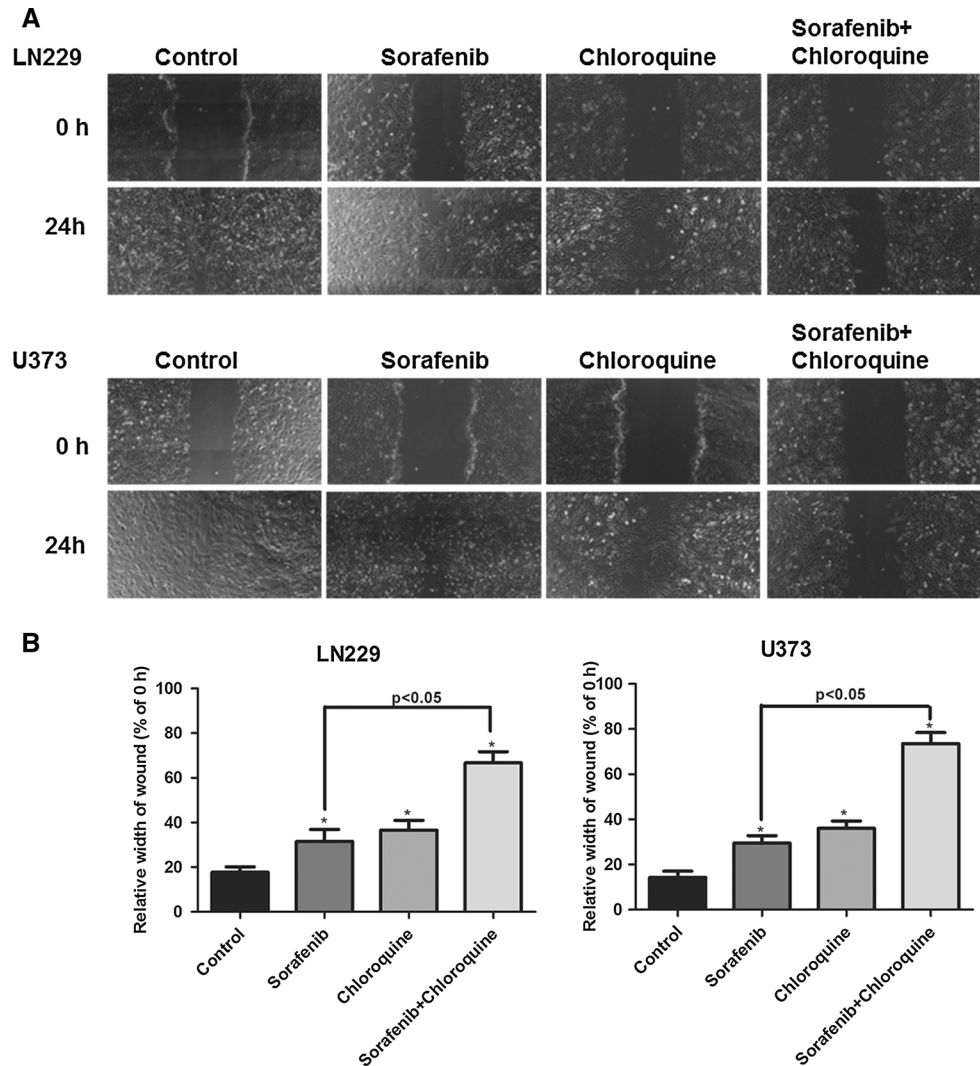 A
LN229
Control
Sorafenib
Chloroquine
Sorafenib+
Chloroquine
0 h
24h
U373
Control
Sorafenib
Chloroquine
Sorafenib+
Chloroquine
0 h
24h
B
LN229
Relative width of wound (% of 0 h)
100
80
60
40
20
0
p<0.05
*
*
*
Control
Sorafenib
Chloroquine
Sorafenib+Chloroquine
U373
Relative width of wound (% of 0 h)
100
80
60
40
20
0
p<0.05
*
*
*
Control
Sorafenib
Chloroquine
Sorafenib+Chloroquine